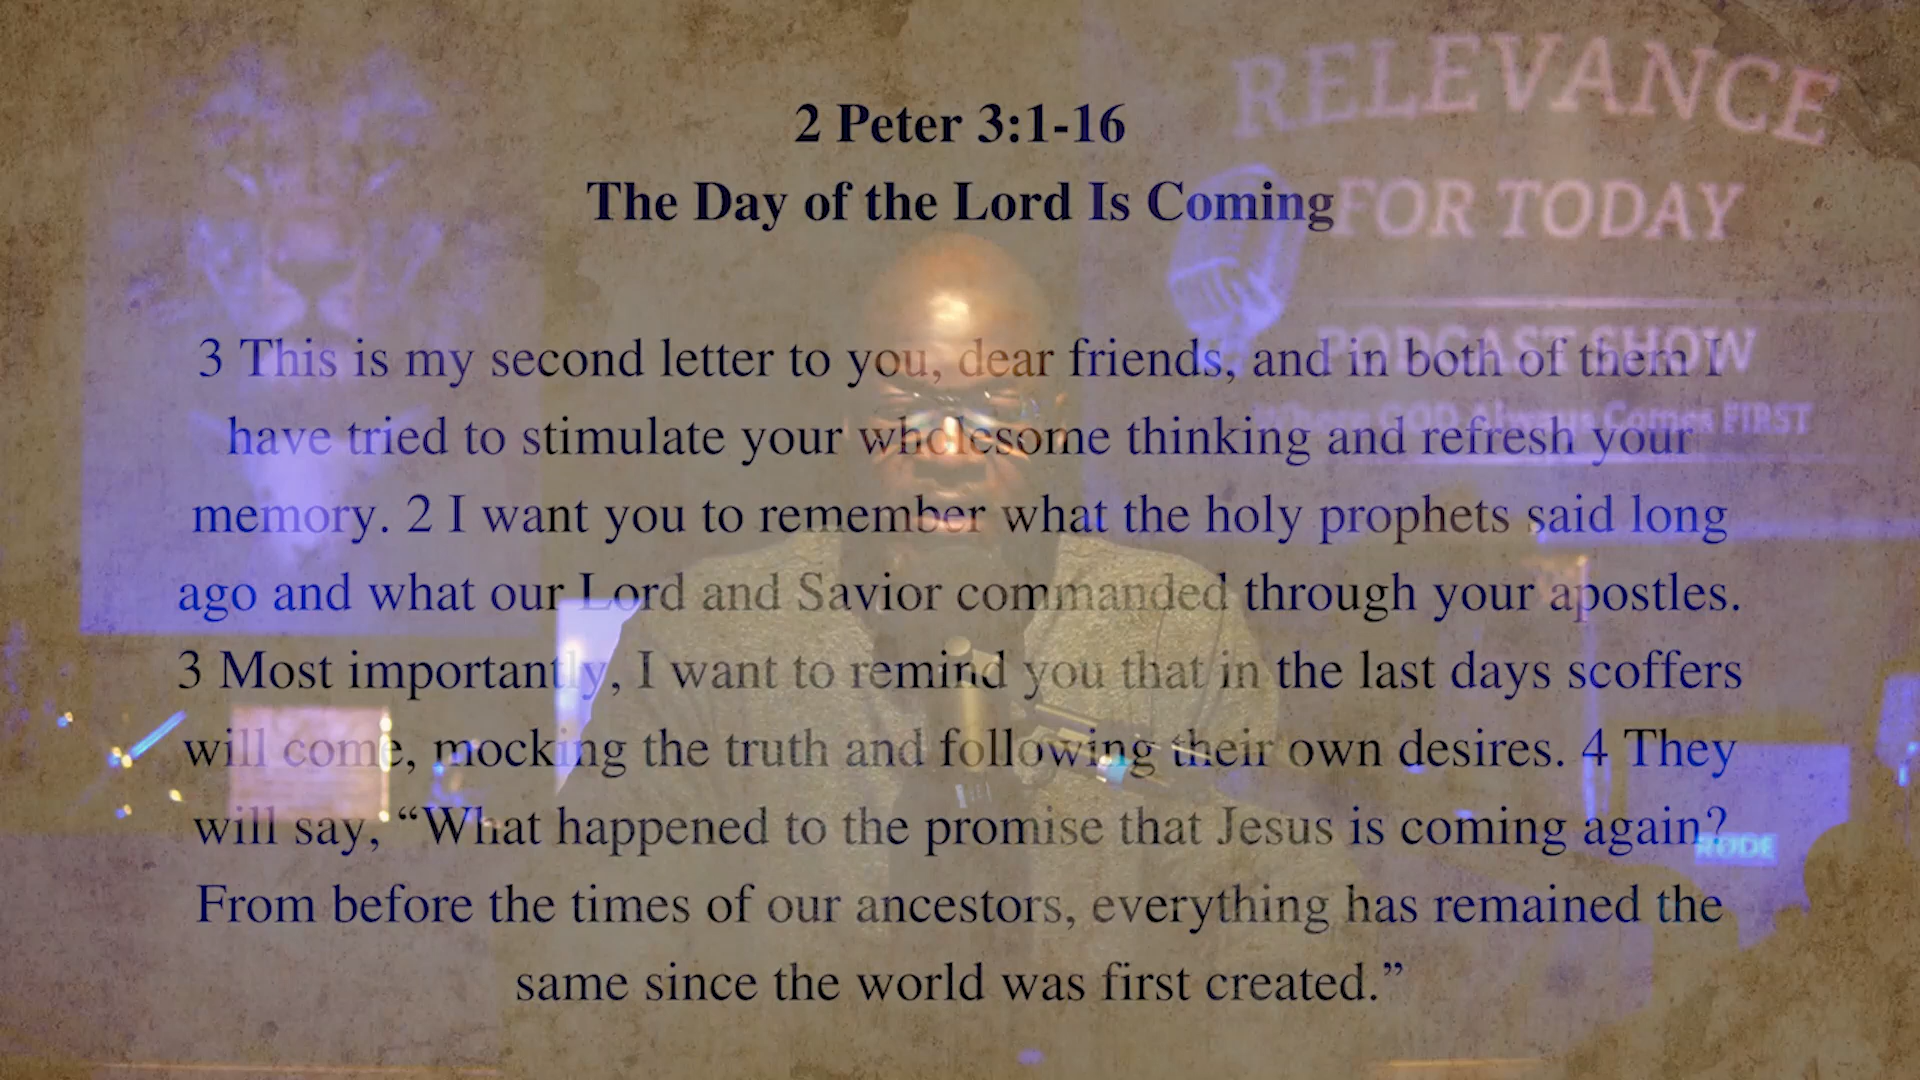 RELEVANCE
FOR TODAY
PODCAST SHOW
Where GOD Always Comes FIRST
2 Peter 3:1-16
The Day of the Lord Is Coming
3 This is my second letter to you, dear friends, and in both of them I
have tried to stimulate your wholesome thinking and refresh your
memory. 2 I want you to remember what the holy prophets said long
ago and what our Lord and Savior commanded through your apostles.
3 Most importantly, I want to remind you that in the last days scoffers
will come, mocking the truth and following their own desires. 4 They
will say, “What happened to the promise that Jesus is coming again?
From before the times of our ancestors, everything has remained the
same since the world was first created.”
RODE